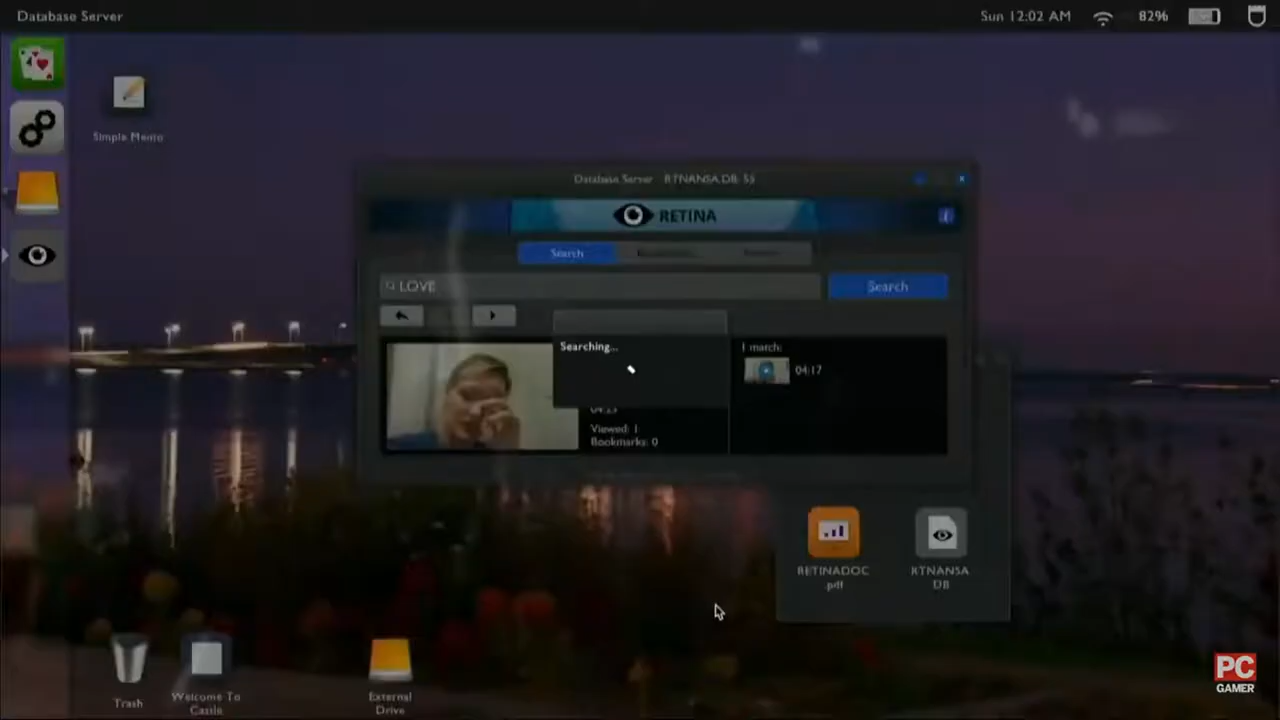 Database Server
Sun 12:02 AM
82%
Simple Memo
Database Server RTNANSA.DB: 55
RETINA
Search
LOVE
Search
Searching...
1 match:
04:17
Viewed: 1
Bookmarks: 0
RETINADOC
.pdf
RTNANSA
DB
Trash
Welcome To
Castle
External
Drive
PC
GAMER